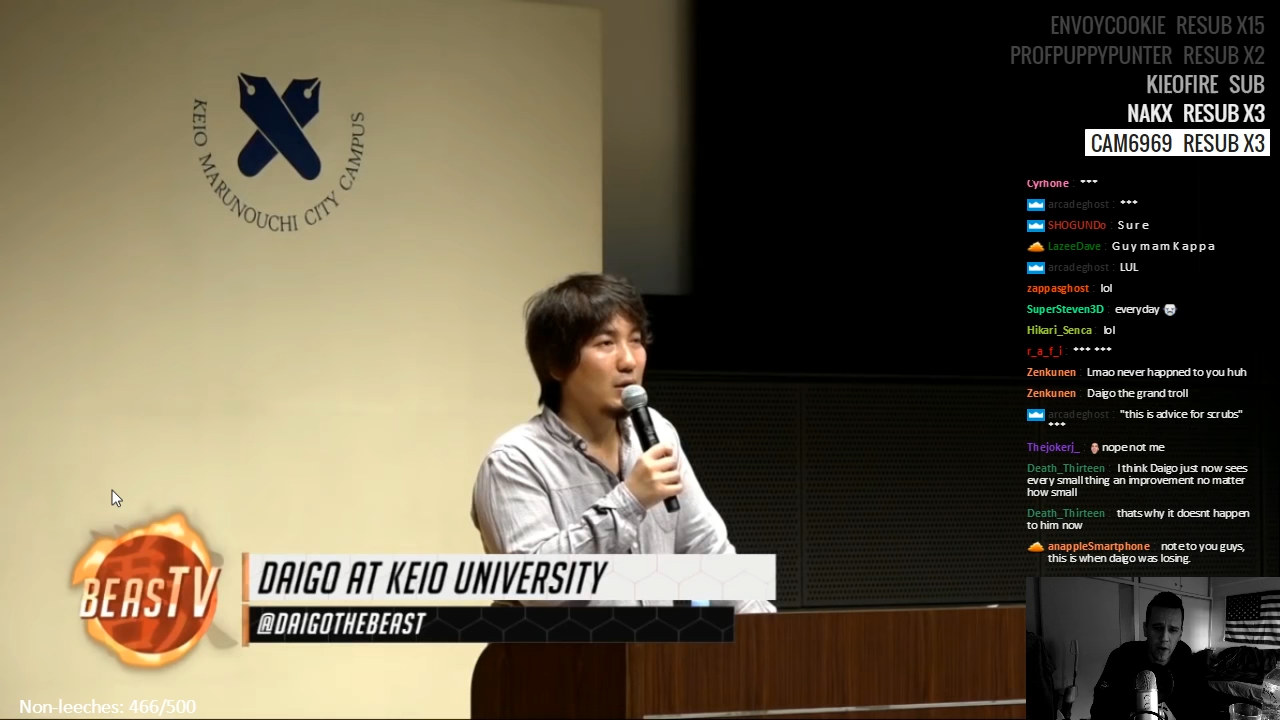 ENVOYCOOKIE RESUB X15
PROFPUPPYPUNTER RESUB X2
KIEOFIRE SUB
NAKX RESUB X3
CAM6969 RESUB X3
KEIO MARUNOUCHI CITY CAMPUS
Cyrhone : ***
arcadeghost : ***
SHOGUNDo : S u r e
LazeeDave : G u y m a m K a p p a
arcadeghost : LUL
zappasghost : lol
SuperSteven3D : everyday
Hikari_Senca : lol
r_a_f_i : *** ***
Zenkunen : Lmao never happned to you huh
Zenkunen : Daigo the grand troll
arcadeghost : "this is advice for scrubs"
***
Thejokerj_ : nope not me
Death_Thirteen : I think Daigo just now sees
every small thing an improvement no matter
how small
Death_Thirteen : thats why it doesnt happen
to him now
anappleSmartphone : note to you guys,
this is when daigo was losing.
BEASTV
DAIGO AT KEIO UNIVERSITY
@DAIGOTHEBEAST
Non-leeches: 466/500